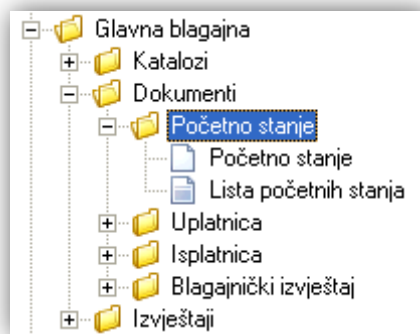 Glavna blagajna
Katalozi
Dokumenti
Početno stanje
Početno stanje
Lista početnih stanja
Uplatnica
Isplatnica
Blagajnički izvještaj
Izvještaji